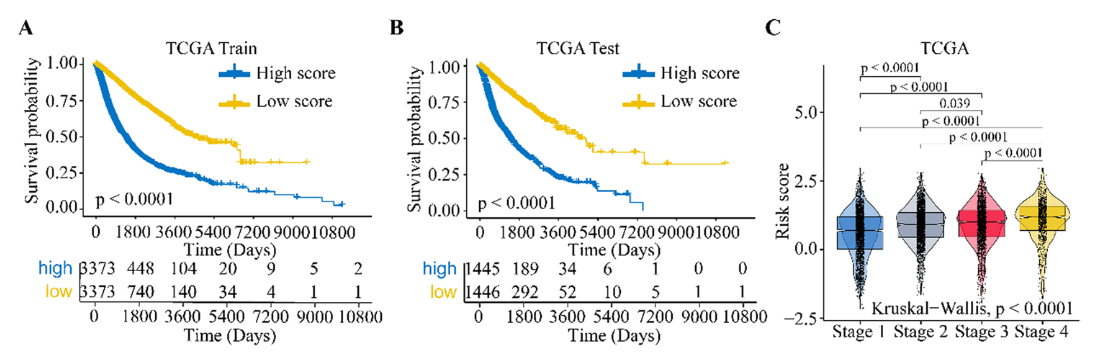 A
TCGA Train
Survival probability
1.00
0.75
0.50
0.25
0.00
High score
Low score
p < 0.0001
0 1800 3600 5400 7200 9000 10800
Time (Days)
high 3373 448 104 20 9 5 2
low 3373 740 140 34 4 1 1
0 1800 3600 5400 7200 9000 10800
Time (Days)
B
TCGA Test
Survival probability
1.00
0.75
0.50
0.25
0.00
High score
Low score
p < 0.0001
0 1800 3600 5400 7200 9000 10800
Time (Days)
high 1445 189 34 6 1 0 0
low 1446 292 52 10 5 1 1
0 1800 3600 5400 7200 9000 10800
Time (Days)
C
TCGA
Risk score
5.0
2.5
0.0
−2.5
p < 0.0001
p < 0.0001
0.039
p < 0.0001
p < 0.0001
p < 0.0001
Kruskal−Wallis, p < 0.0001
Stage 1 Stage 2 Stage 3 Stage 4